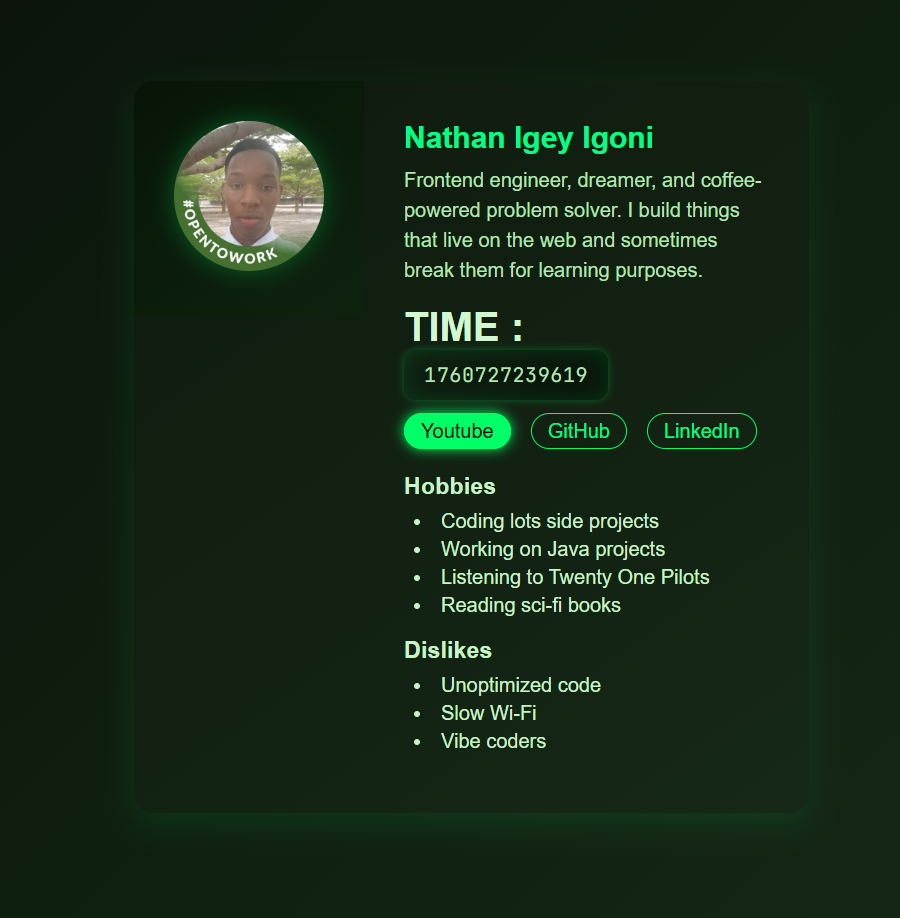 #OPENTOWORK
Nathan Igey Igoni
Frontend engineer, dreamer, and coffee-
powered problem solver. I build things
that live on the web and sometimes
break them for learning purposes.
TIME :
1760727239619
Youtube GitHub LinkedIn
Hobbies
• Coding lots side projects
• Working on Java projects
• Listening to Twenty One Pilots
• Reading sci-fi books
Dislikes
• Unoptimized code
• Slow Wi-Fi
• Vibe coders